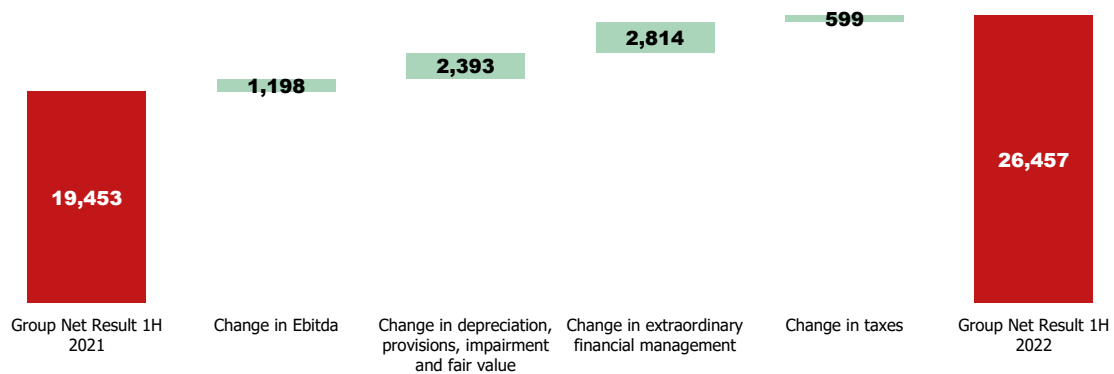 599
2,814
2,393
1,198
26,457
19,453
Group Net Result 1H
2021
Change in Ebitda
Change in depreciation,
provisions, impairment
and fair value
Change in extraordinary
financial management
Change in taxes
Group Net Result 1H
2022